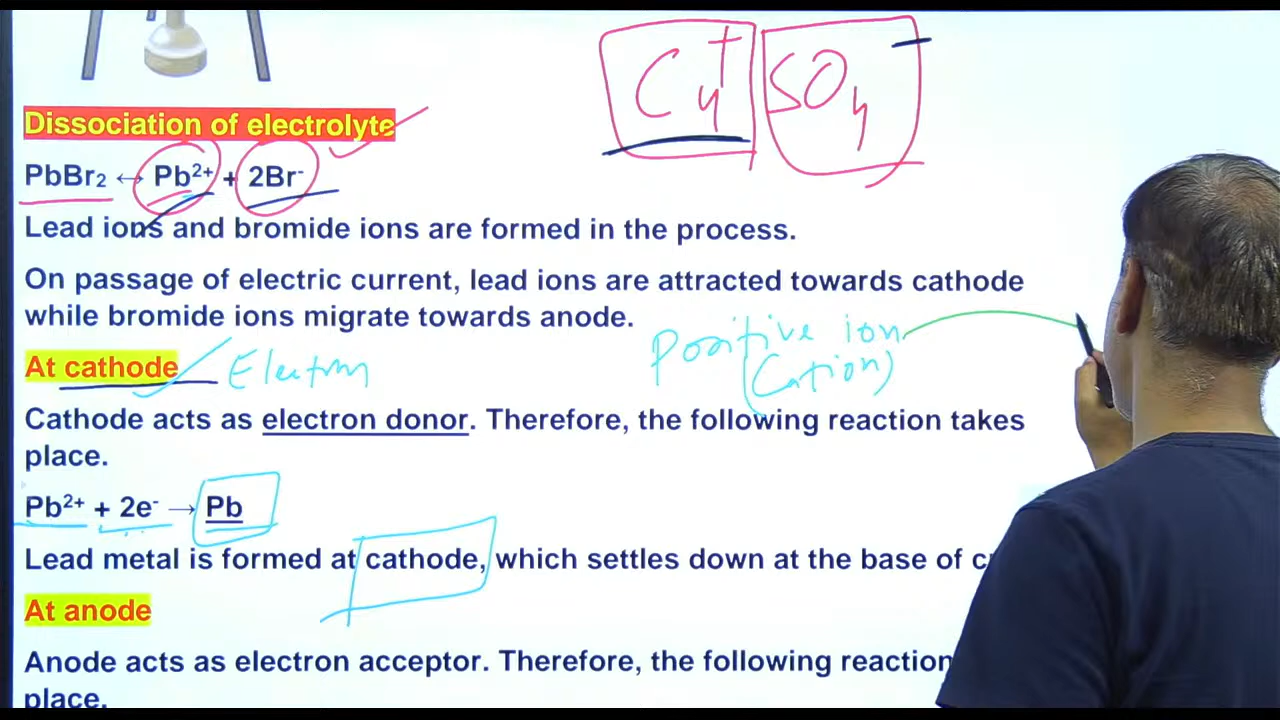 Cu+ SO4-
Dissociation of electrolyte
PbBr2 ↔ Pb2+ + 2Br-
Lead ions and bromide ions are formed in the process.
On passage of electric current, lead ions are attracted towards cathode
while bromide ions migrate towards anode.
Positive ion
(Cation)
At cathode Electron
Cathode acts as electron donor. Therefore, the following reaction takes
place.
Pb2+ + 2e- → Pb
Lead metal is formed at cathode, which settles down at the base of
At anode
Anode acts as electron acceptor. Therefore, the following reaction
place.